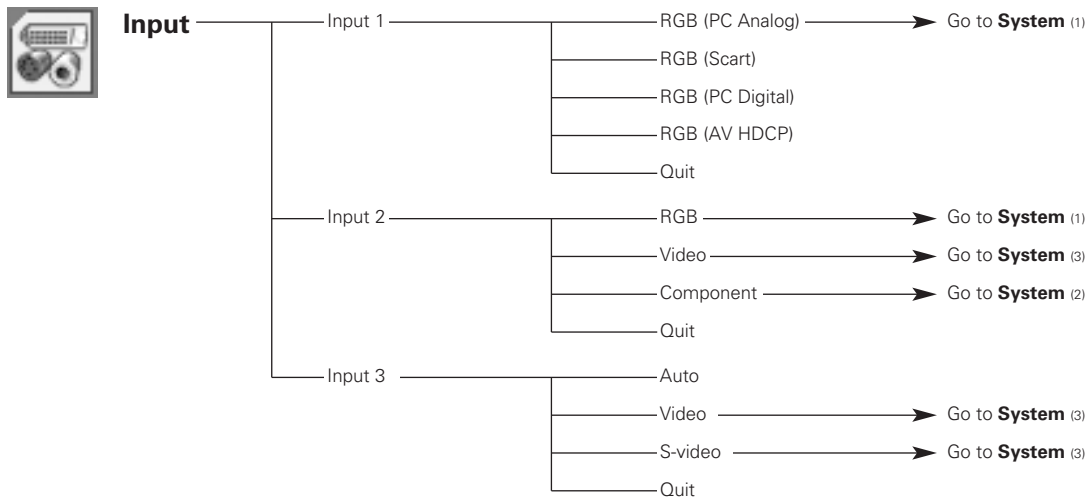 Input
Input 1
RGB (PC Analog)
Go to System (1)
RGB (Scart)
RGB (PC Digital)
RGB (AV HDCP)
Quit
Input 2
RGB
Go to System (1)
Video
Go to System (3)
Component
Go to System (2)
Quit
Input 3
Auto
Video
Go to System (3)
S-video
Go to System (3)
Quit